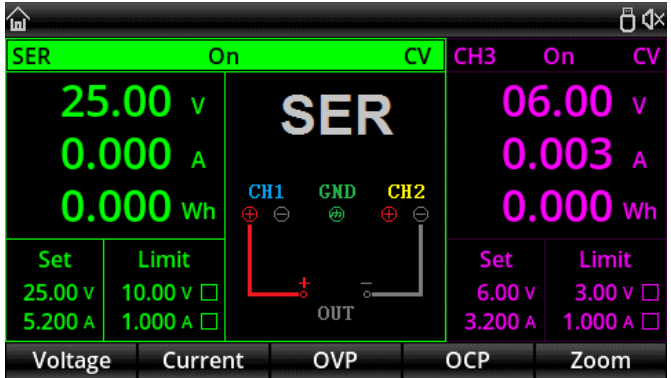 SER On CV
25.00 V
0.000 A
0.000 Wh
Set Limit
25.00 V 10.00 V
5.200 A 1.000 A
SER
CH1 GND CH2
+ −
OUT
CH3 On CV
06.00 V
0.003 A
0.000 Wh
Set Limit
6.00 V 3.00 V
3.200 A 1.000 A
Voltage Current OVP OCP Zoom